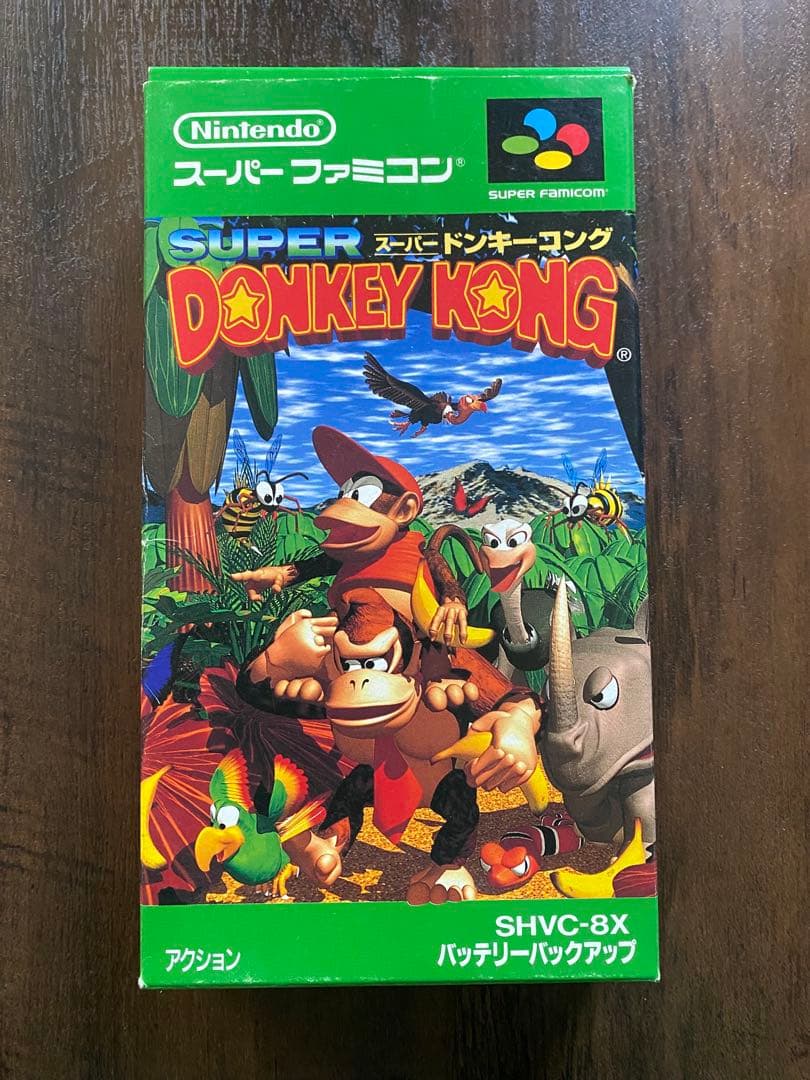 Nintendo®
スーパーファミコン®
SUPER FAMICOM™
SUPER スーパードンキーコング
DONKEY KONG®
SHVC-8X
アクション バッテリーバックアップ